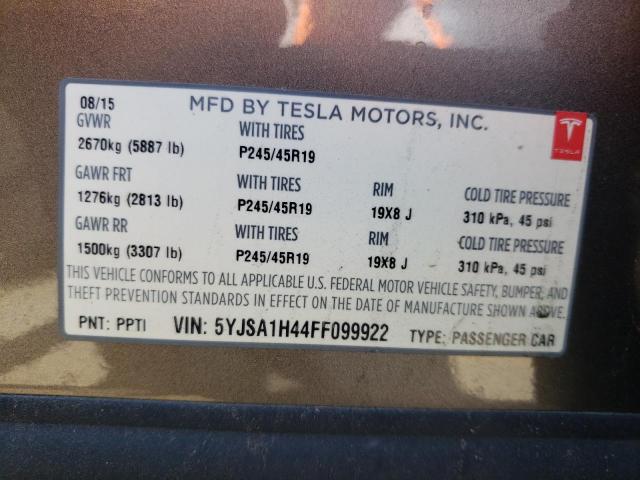 08/15 MFD BY TESLA MOTORS, INC.
GVWR WITH TIRES
2670kg (5887 lb) P245/45R19
GAWR FRT WITH TIRES RIM COLD TIRE PRESSURE
1276kg (2813 lb) P245/45R19 19X8 J 310 kPa, 45 psi
GAWR RR WITH TIRES RIM COLD TIRE PRESSURE
1500kg (3307 lb) P245/45R19 19X8 J 310 kPa, 45 psi
THIS VEHICLE CONFORMS TO ALL APPLICABLE U.S. FEDERAL MOTOR VEHICLE SAFETY, BUMPER, AND
THEFT PREVENTION STANDARDS IN EFFECT ON THE DATE OF MANUFACTURE SHOWN ABOVE.
PNT: PPTI VIN: 5YJSA1H44FF099922 TYPE: PASSENGER CAR
TESLA